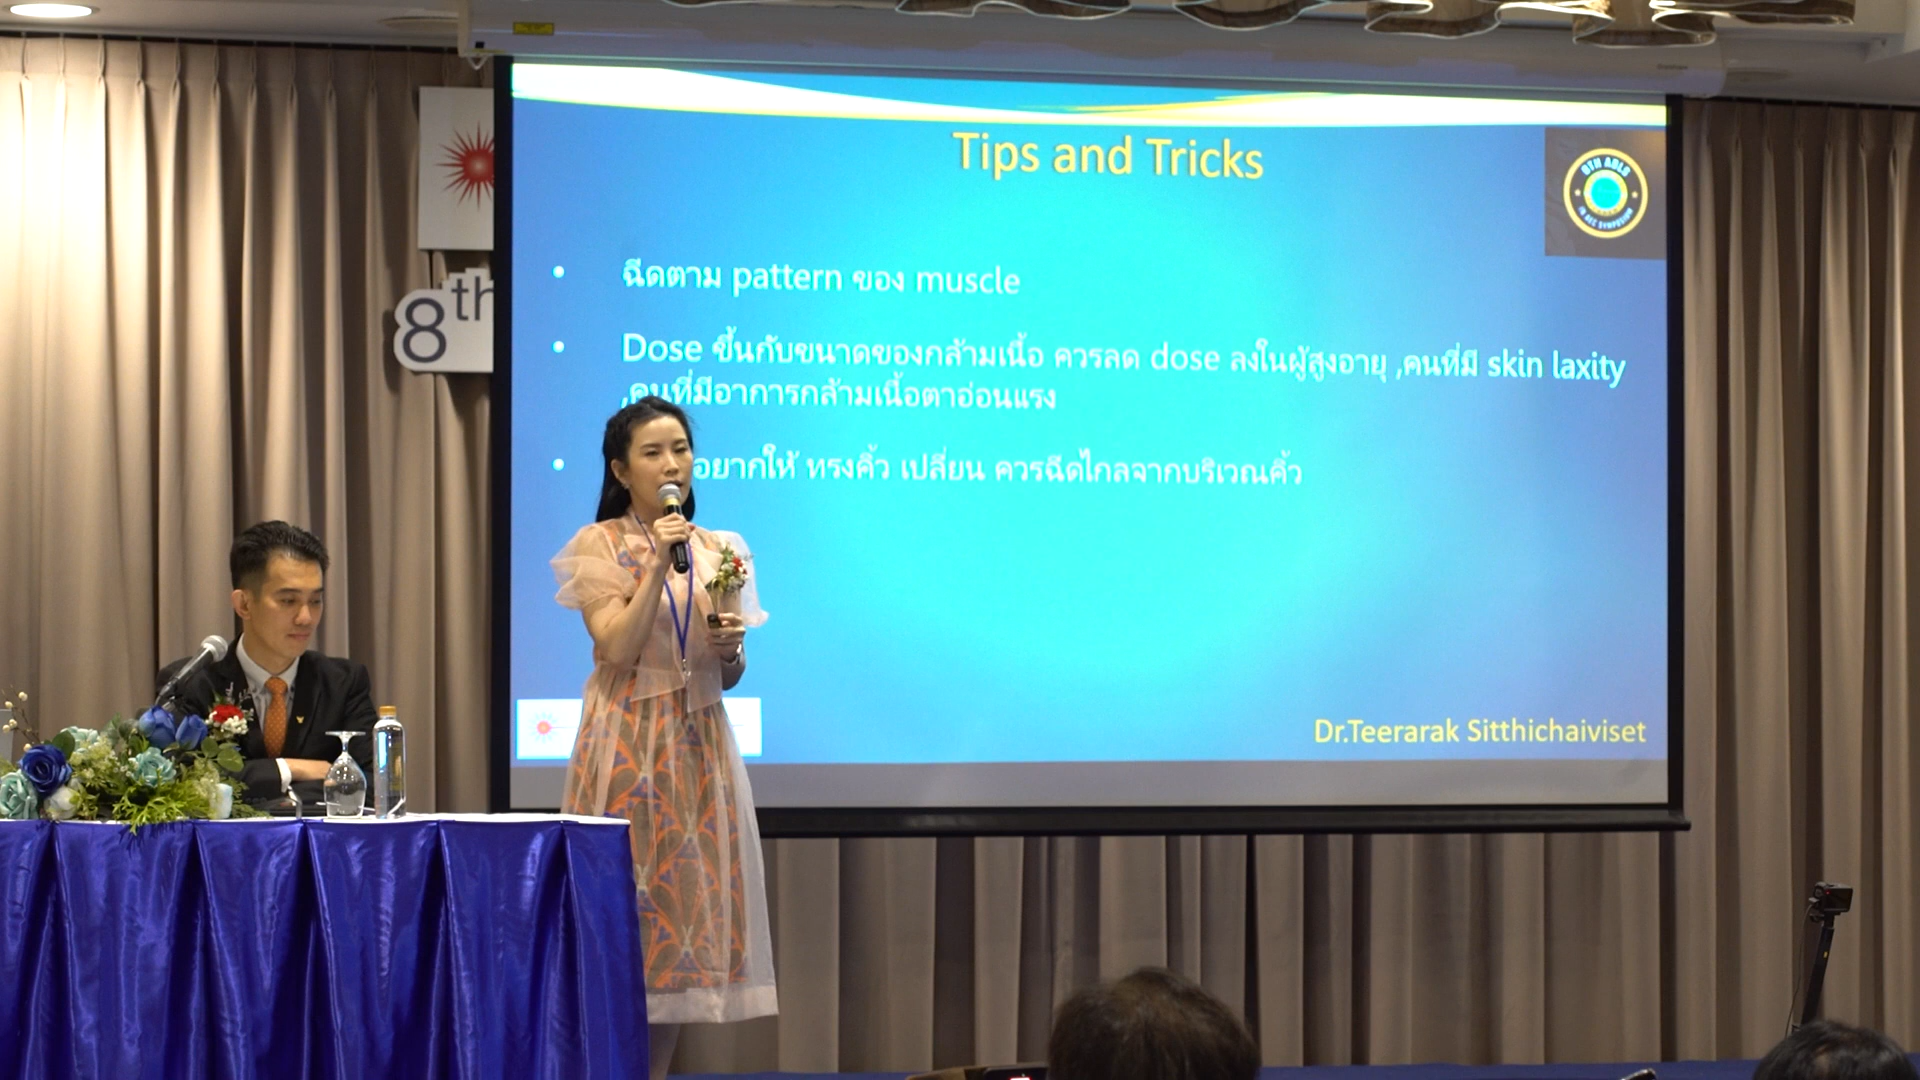 Tips and Tricks
8TH ABLS
8th
• ฉีดตาม pattern ของ muscle
• Dose ขึ้นกับขนาดของกล้ามเนื้อ ควรลด dose ลงในผู้สูงอายุ ,คนที่มี skin laxity
,คนที่มีอาการกล้ามเนื้อตาอ่อนแรง
• อยากให้ ทรงคิ้ว เปลี่ยน ควรฉีดไกลจากบริเวณคิ้ว
Dr.Teerarak Sitthichaiviset